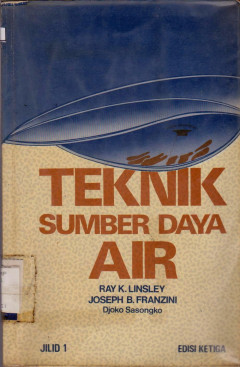 TEKNIK
SUMBER DAYA
AIR
RAY K. LINSLEY
JOSEPH B. FRANZINI
Djoko Sasongko
JILID 1
EDISI KETIGA